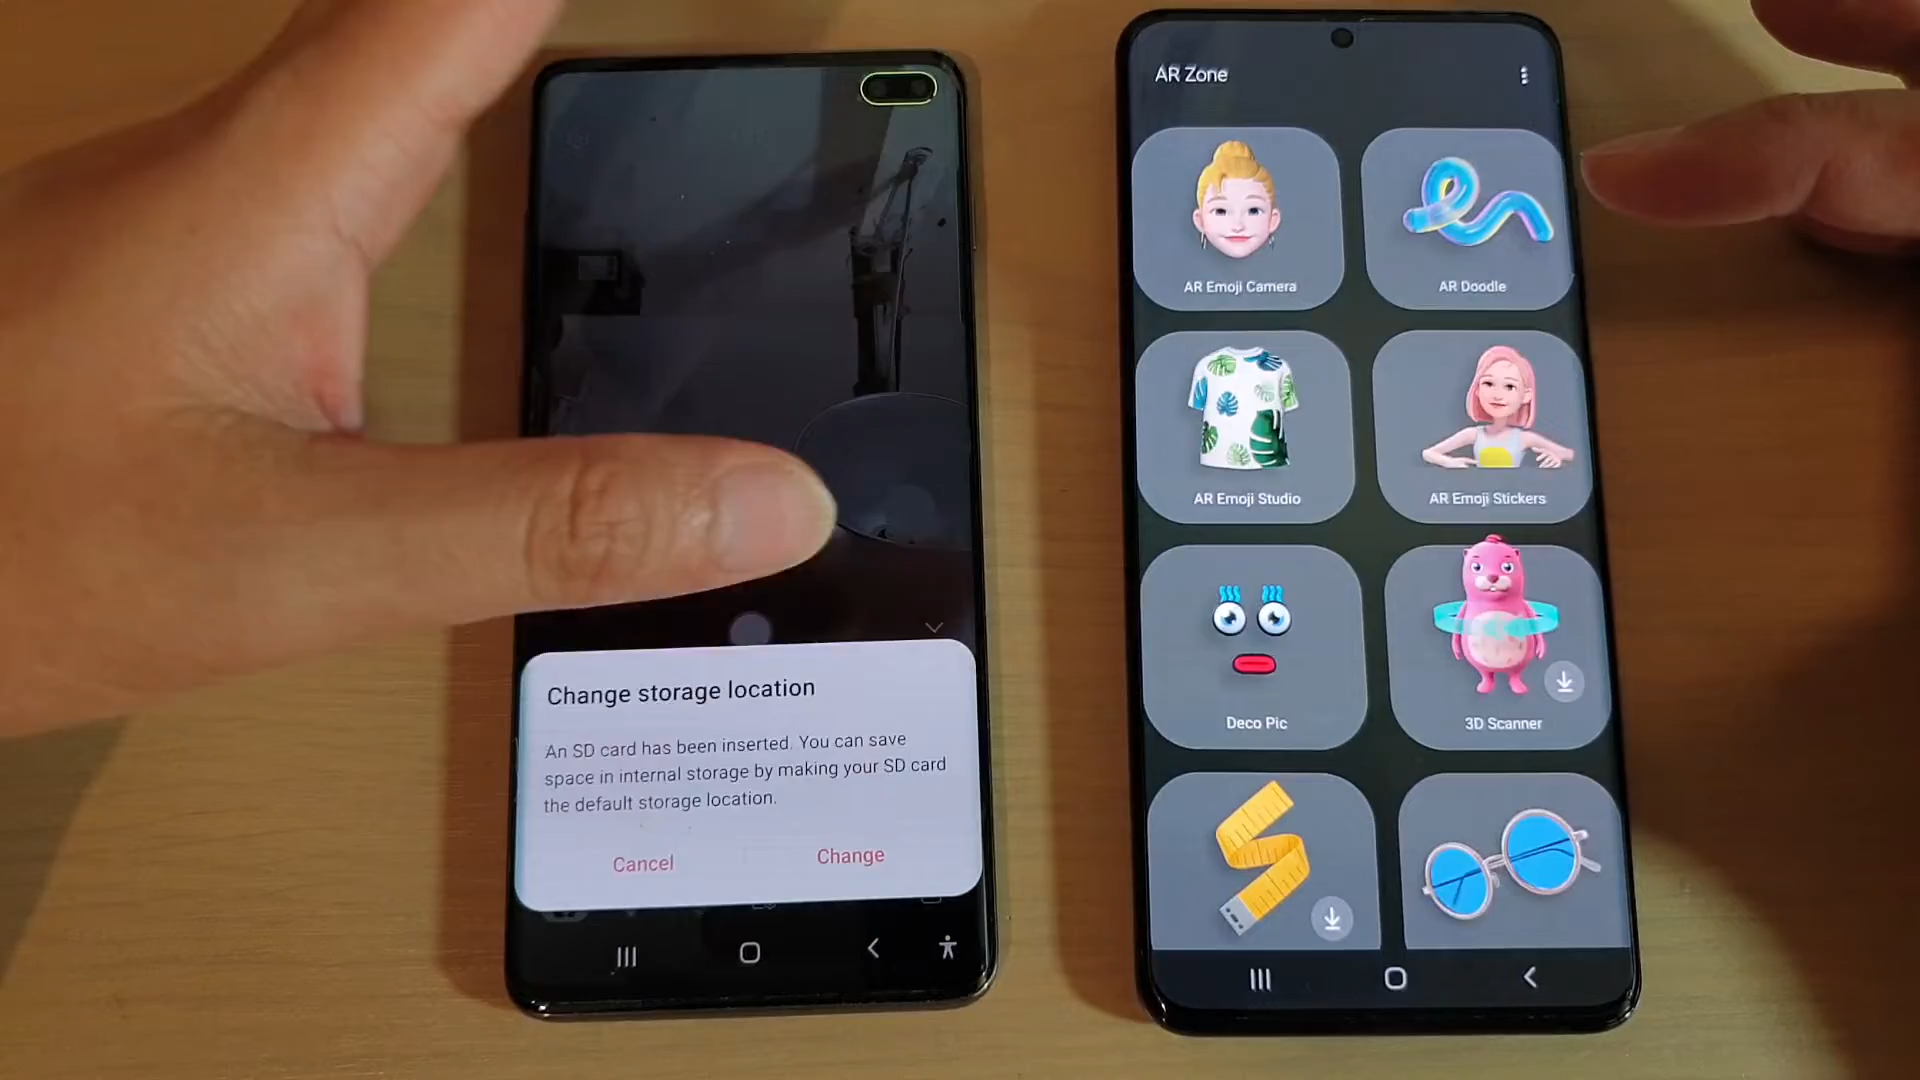 Change storage location
An SD card has been inserted. You can save
space in internal storage by making your SD card
the default storage location.
Cancel
Change
AR Zone
AR Emoji Camera
AR Doodle
AR Emoji Studio
AR Emoji Stickers
Deco Pic
3D Scanner